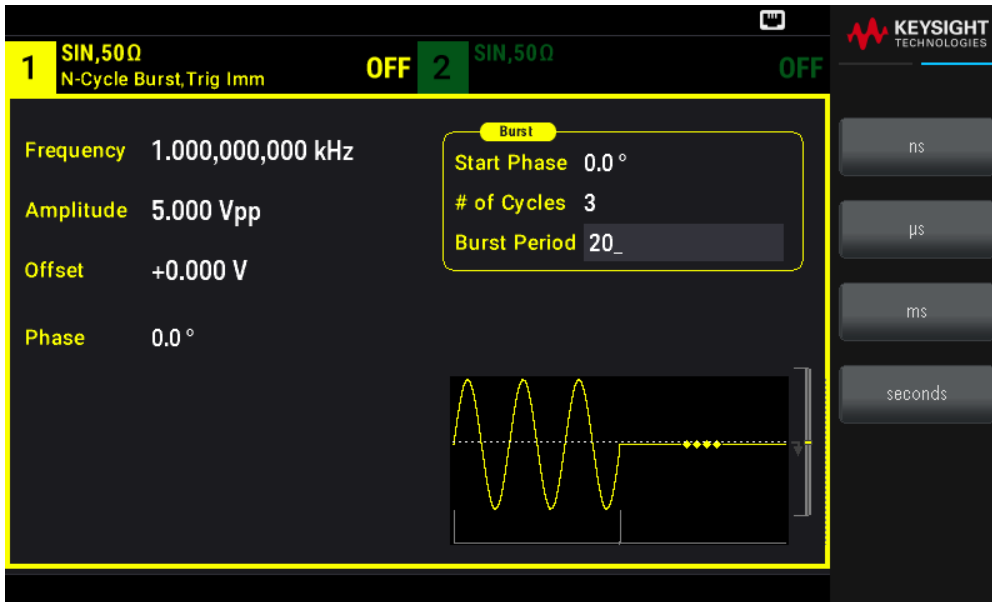 KEYSIGHT
TECHNOLOGIES
1 SIN,50Ω
N-Cycle Burst,Trig Imm OFF
2 SIN,50Ω
OFF
Frequency 1.000,000,000 kHz
Amplitude 5.000 Vpp
Offset +0.000 V
Phase 0.0 °
Burst
Start Phase 0.0 °
# of Cycles 3
Burst Period 20_
ns
µs
ms
seconds